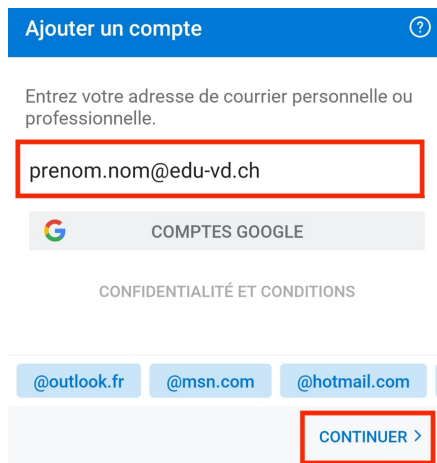 Ajouter un compte
Entrez votre adresse de courrier personnelle ou
professionnelle.
prenom.nom@edu-vd.ch
COMPTES GOOGLE
CONFIDENTIALITÉ ET CONDITIONS
@outlook.fr @msn.com @hotmail.com
CONTINUER >